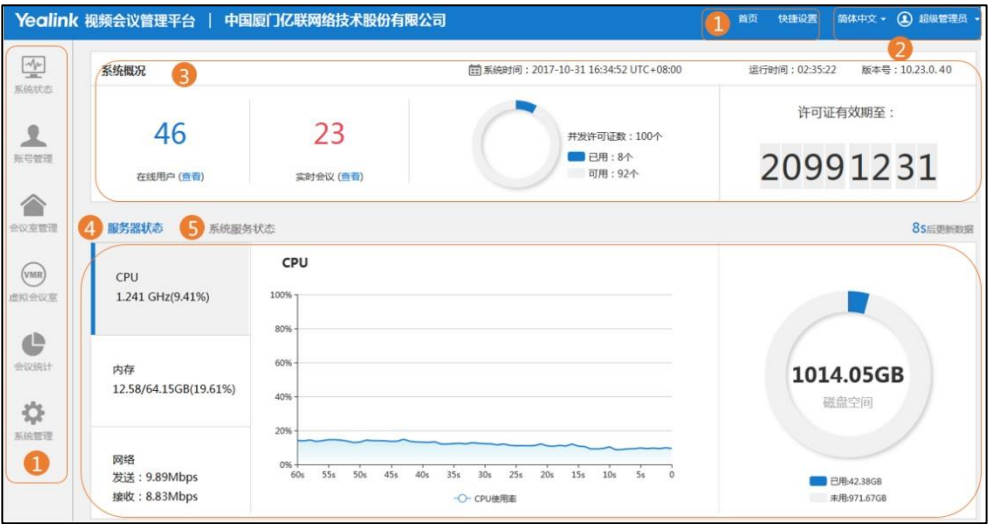 Yealink 视频会议管理平台 | 中国厦门亿联网络技术股份有限公司
1 首页 快捷设置 简体中文 超级管理员
2
系统状态
账号管理
会议室管理
VMR
虚拟会议室
会议统计
系统管理
1
系统概况 3 系统时间：2017-10-31 16:34:52 UTC+08:00 运行时间：02:35:22 版本号：10.23.0.40
46
在线用户 (查看)
23
实时会议 (查看)
并发许可证数：100个
已用：8个
可用：92个
许可证有效期至：
20991231
4 服务器状态 5 系统服务状态 8s后更新数据
CPU
1.241 GHz(9.41%)
内存
12.58/64.15GB(19.61%)
网络
发送：9.89Mbps
接收：8.83Mbps
CPU
100%
80%
60%
40%
20%
0%
60s 55s 50s 45s 40s 35s 30s 25s 20s 15s 10s 5s 0
CPU使用率
1014.05GB
磁盘空间
已用:42.38GB
未用:971.67GB